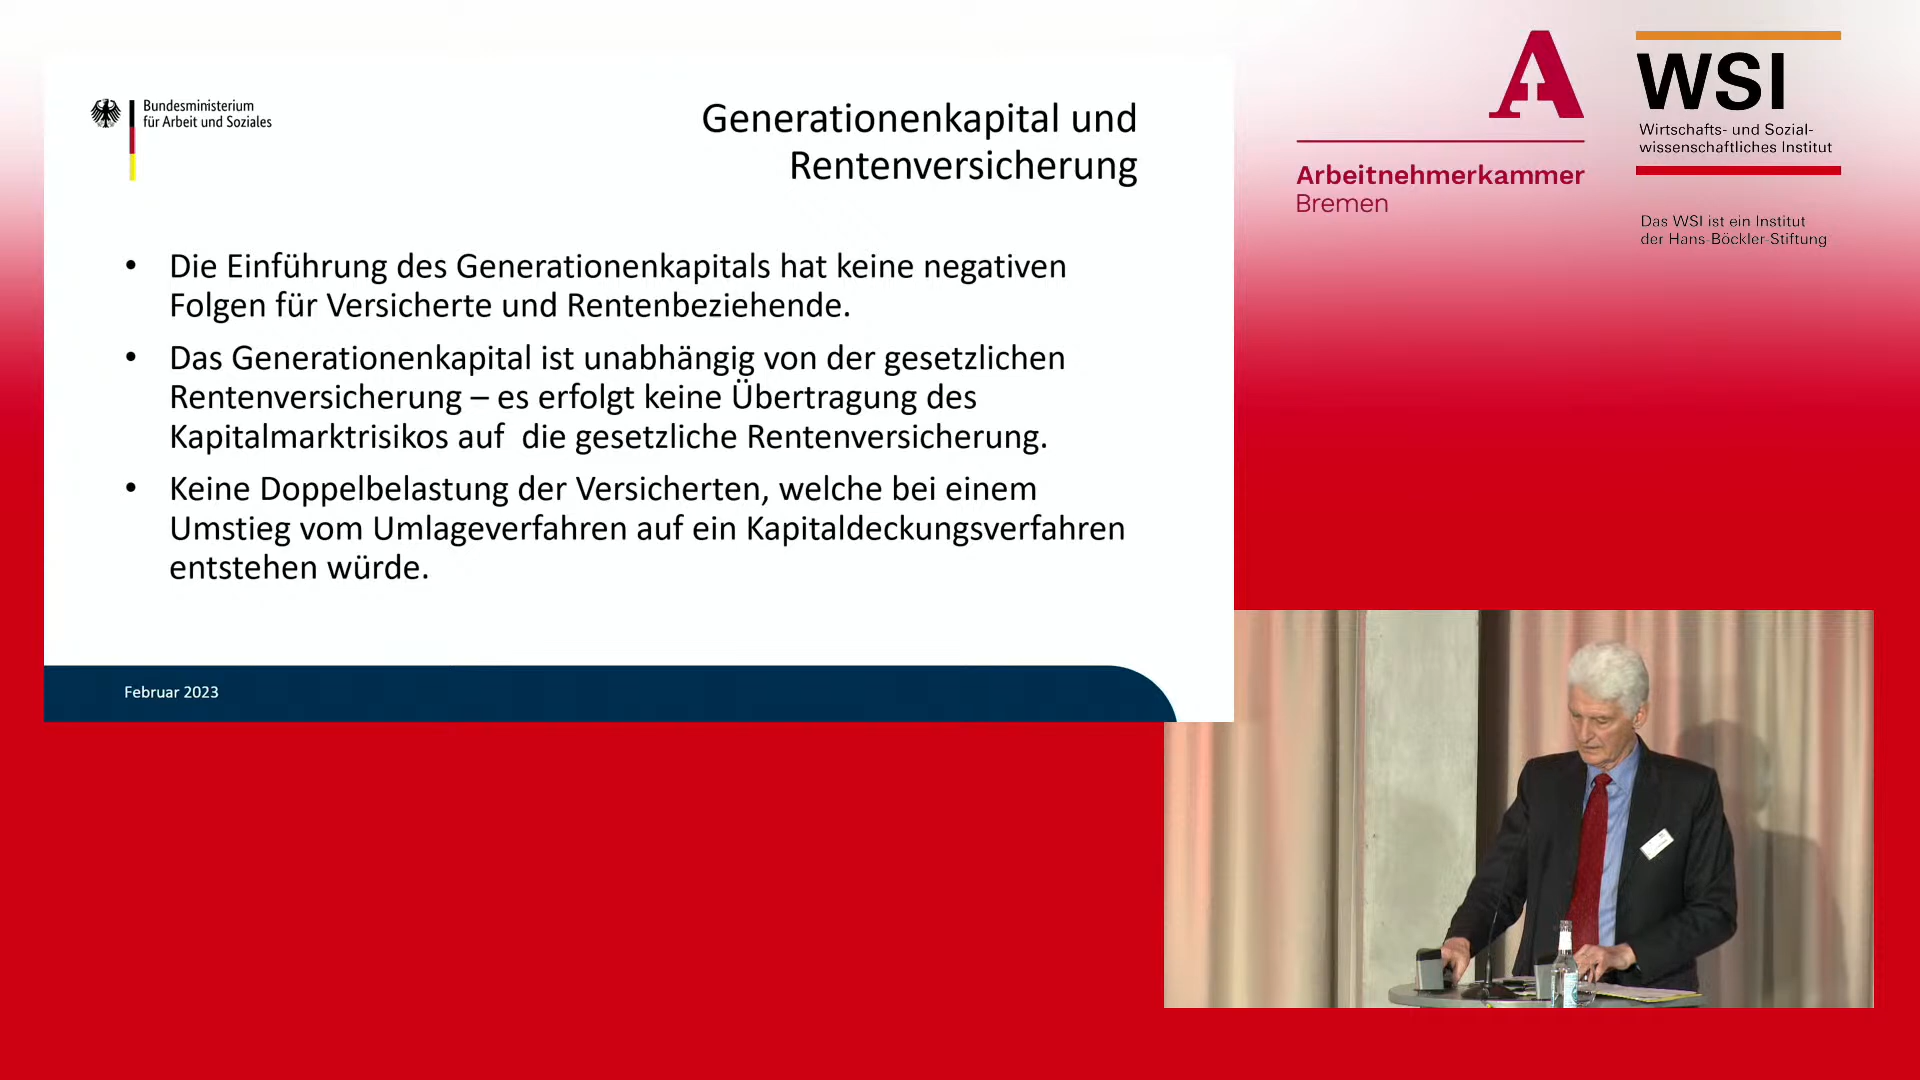 Bundesministerium
für Arbeit und Soziales
Generationenkapital und
Rentenversicherung
• Die Einführung des Generationenkapitals hat keine negativen
Folgen für Versicherte und Rentenbeziehende.
• Das Generationenkapital ist unabhängig von der gesetzlichen
Rentenversicherung – es erfolgt keine Übertragung des
Kapitalmarktrisikos auf  die gesetzliche Rentenversicherung.
• Keine Doppelbelastung der Versicherten, welche bei einem
Umstieg vom Umlageverfahren auf ein Kapitaldeckungsverfahren
entstehen würde.
Februar 2023
A
Arbeitnehmerkammer
Bremen
WSI
Wirtschafts- und Sozial-
wissenschaftliches Institut
Das WSI ist ein Institut
der Hans-Böckler-Stiftung